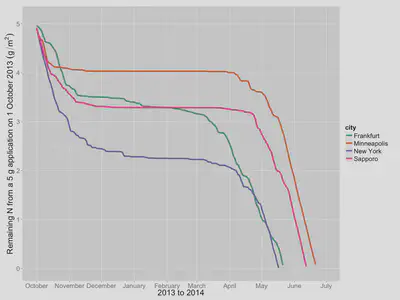 Remaining N from a 5 g application on 1 October 2013 (g/m²)
5
4
3
2
1
0
October November December January February March April May June July
2013 to 2014
city
Frankfurt
Minneapolis
New York
Sapporo